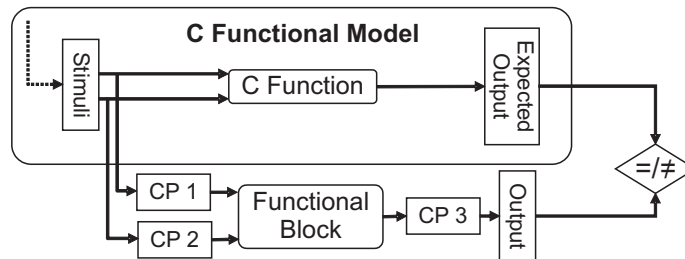 C Functional Model
Stimuli
C Function
Expected
Output
=/≠
CP 1
CP 2
Functional
Block
CP 3
Output